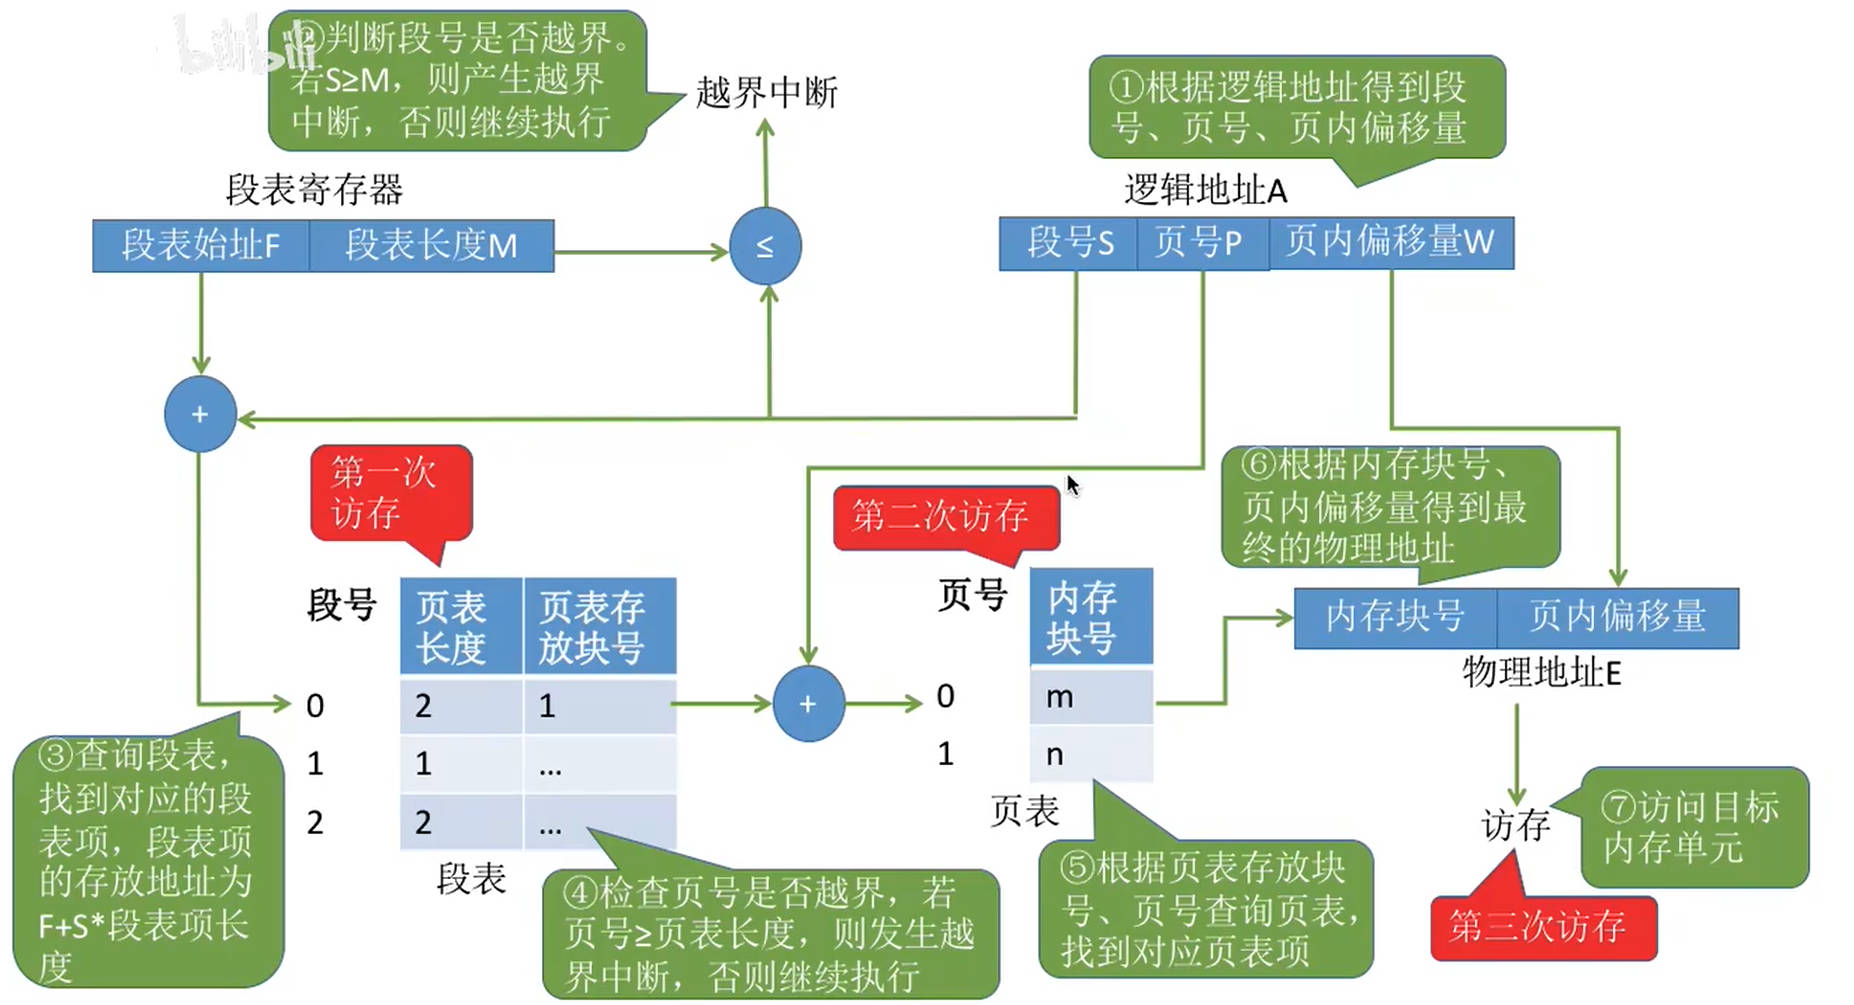 bilibili
②判断段号是否越界。
若S≥M，则产生越界
中断，否则继续执行
越界中断
①根据逻辑地址得到段
号、页号、页内偏移量
段表寄存器
段表始址F
段表长度M
≤
逻辑地址A
段号S
页号P
页内偏移量W
+
第一次
访存
第二次访存
⑥根据内存块号、
页内偏移量得到最
终的物理地址
段号
页表
长度
页表存
放块号
0
2
1
1
1
...
2
2
...
段表
+
页号
内存
块号
0
m
1
n
页表
内存块号
页内偏移量
物理地址E
③查询段表，
找到对应的段
表项，段表项
的存放地址为
F+S*段表项长
度
④检查页号是否越界，若
页号≥页表长度，则发生越
界中断，否则继续执行
⑤根据页表存放块
号、页号查询页表，
找到对应页表项
访存
⑦访问目标
内存单元
第三次访存